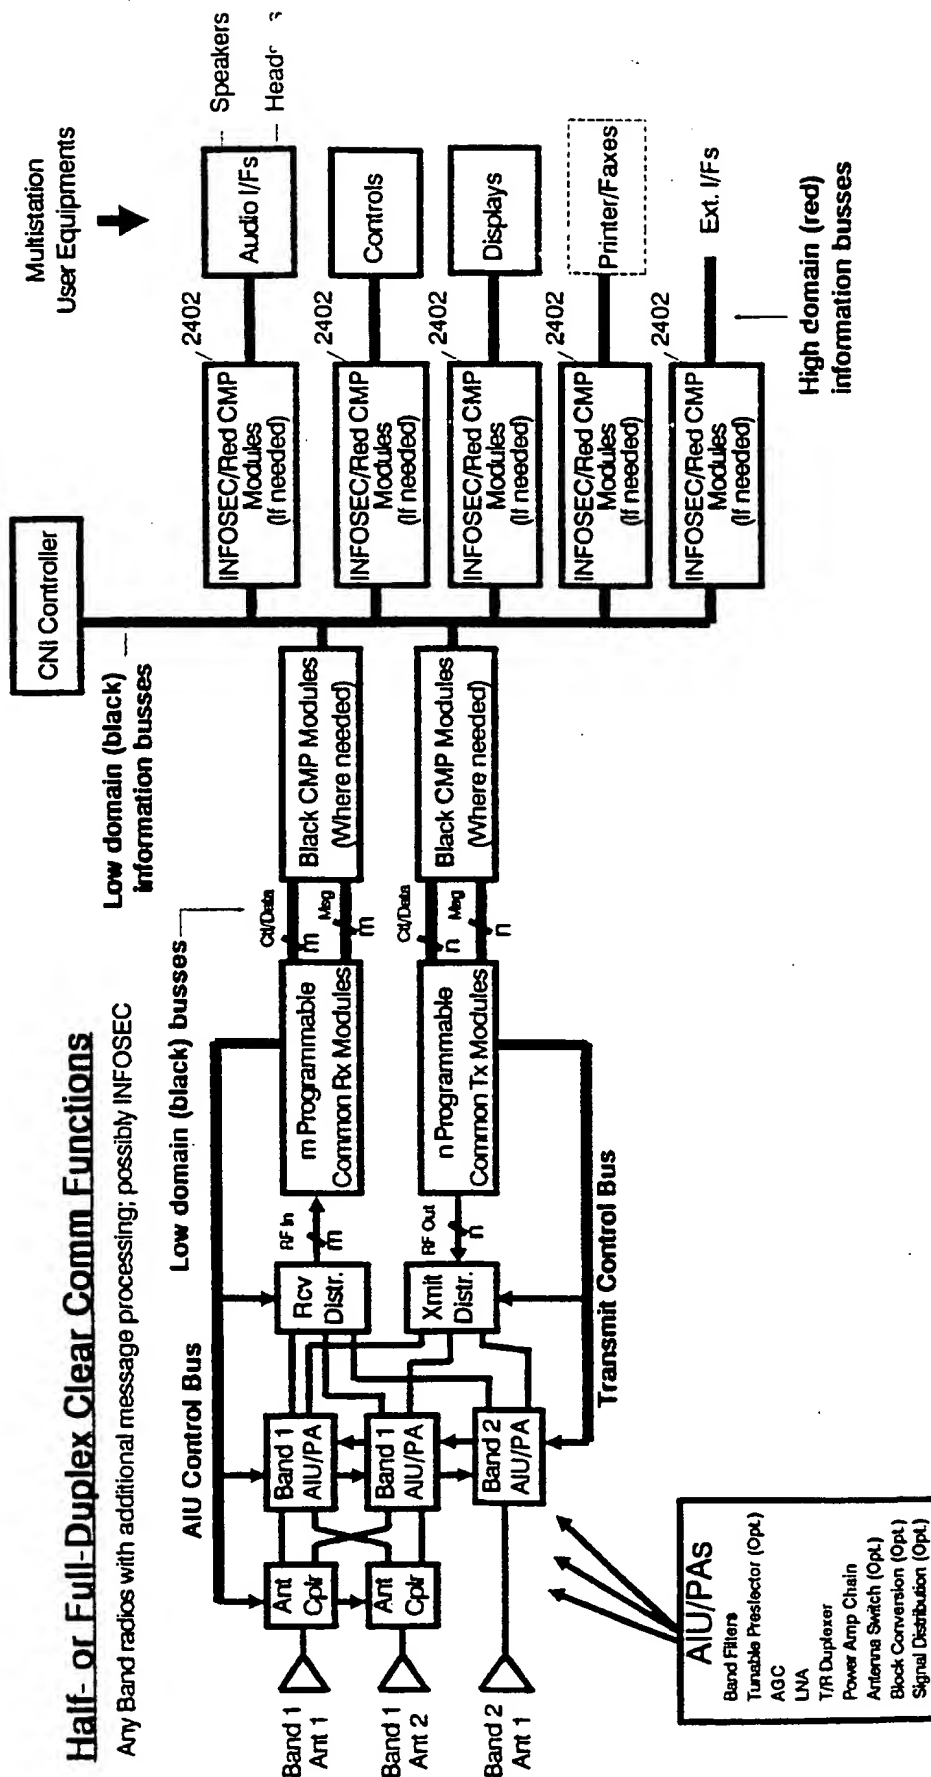 Half- or Full-Duplex Clear Comm Functions
Any Band radios with additional message processing; possibly INFOSEC
Low domain (black)
information busses
CNI Controller
Multistation
User Equipments
AIU Control Bus
Low domain (black) busses
Band 1
Ant 1
Band 1
Ant 2
Band 2
Ant 1
Ant
Cplr
Ant
Cplr
Band 1
AIU/PA
Band 1
AIU/PA
Band 2
AIU/PA
Rcv
Distr.
Xmit
Distr.
RF In
m
RF Out
n
m Programmable
Common Rx Modules
n Programmable
Common Tx Modules
Ctl/Data
m
Msg
m
Ctl/Data
n
Msg
n
Black CMP Modules
(Where needed)
Black CMP Modules
(Where needed)
Transmit Control Bus
INFOSEC/Red CMP
Modules
(If needed)
2402
Audio I/Fs
Speakers
INFOSEC/Red CMP
Modules
(If needed)
2402
Controls
INFOSEC/Red CMP
Modules
(If needed)
2402
Displays
INFOSEC/Red CMP
Modules
(If needed)
2402
Printer/Faxes
INFOSEC/Red CMP
Modules
(If needed)
2402
Ext. I/Fs
High domain (red)
information busses
AIU/PAs
Band Filters
Tunable Preslector (Opt.)
AGC
LNA
T/R Duplexer
Power Amp Chain
Antenna Switch (Opt.)
Block Conversion (Opt.)
Signal Distribution (Opt.)